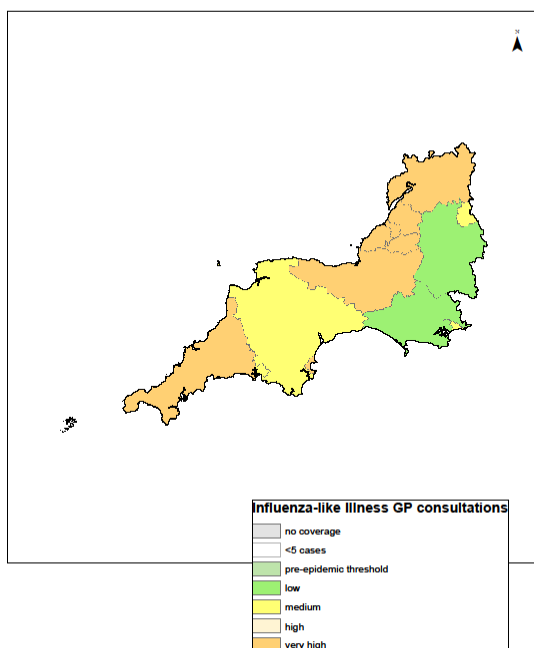 N
Influenza-like Illness GP consultations
no coverage
<5 cases
pre-epidemic threshold
low
medium
high
very high